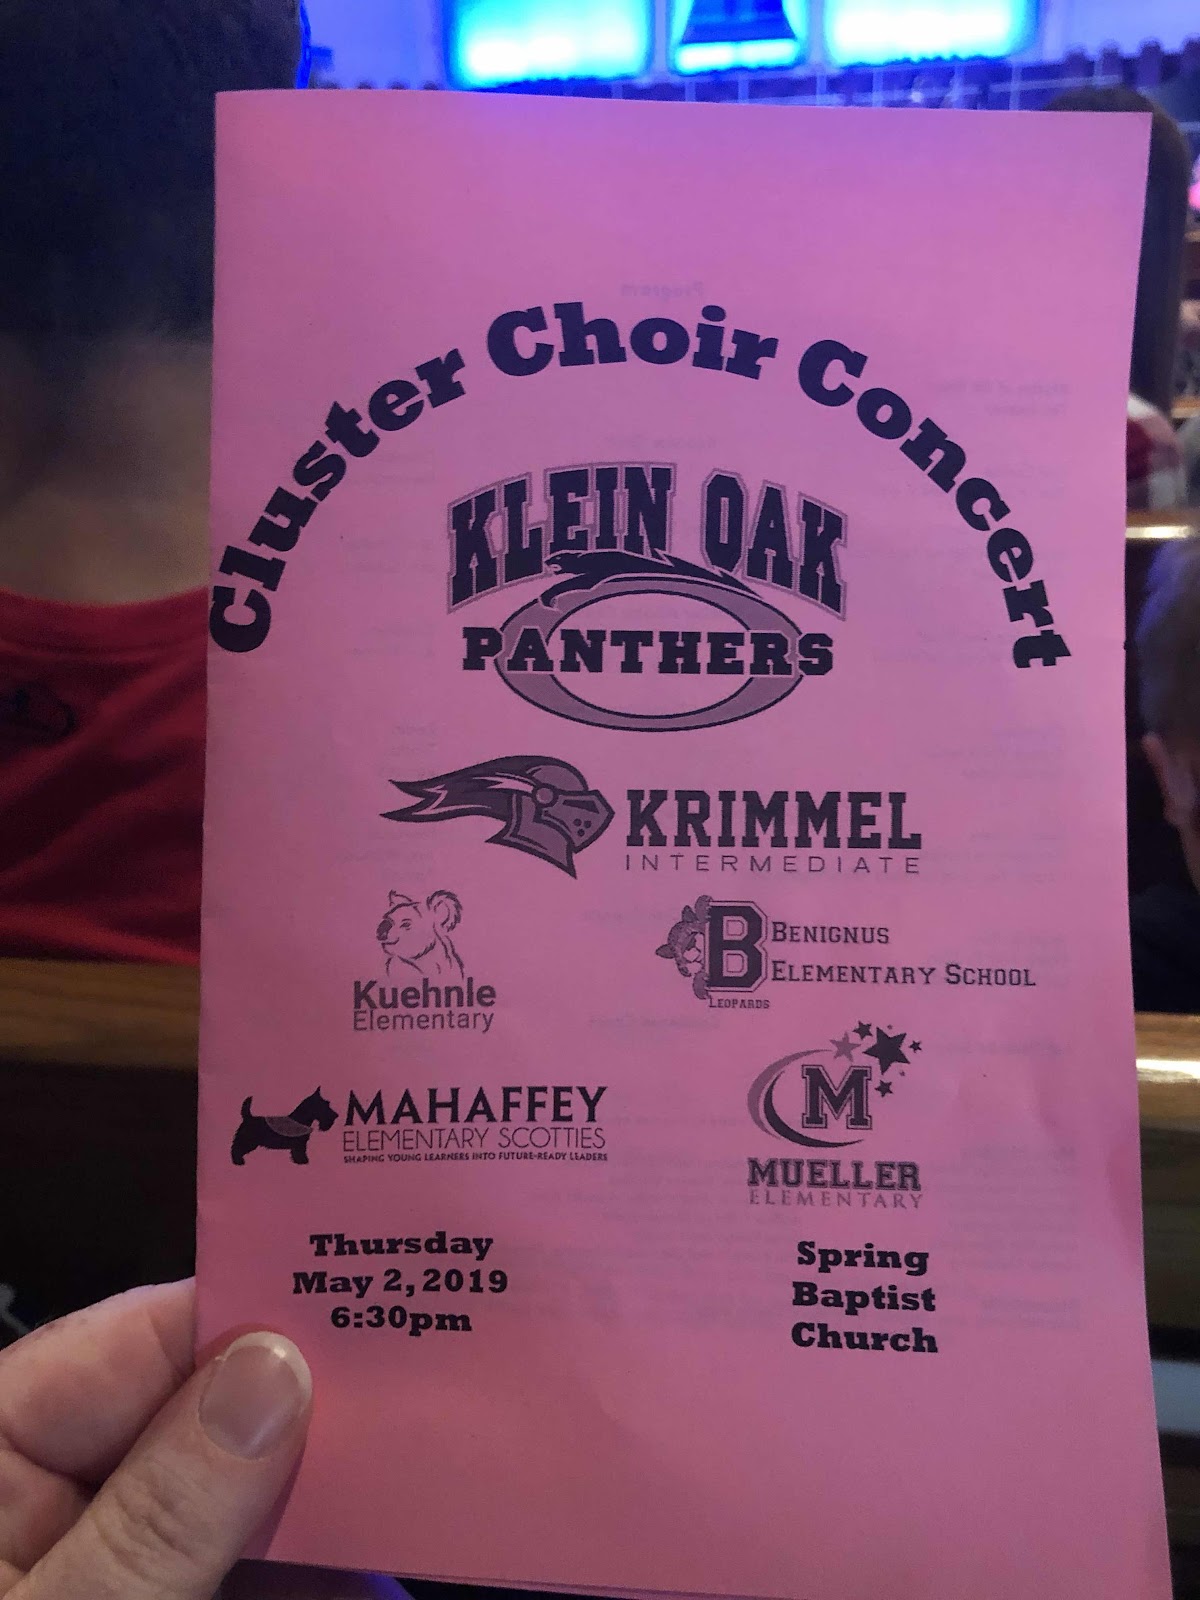 Cluster Choir Concert
KLEIN OAK
PANTHERS
KRIMMEL
INTERMEDIATE
Kuehnle
Elementary
B
BENIGNUS
ELEMENTARY SCHOOL
LEOPARDS
MAHAFFEY
ELEMENTARY SCOTTIES
SHAPING YOUNG LEARNERS INTO FUTURE-READY LEADERS
M
MUELLER
ELEMENTARY
Thursday
May 2, 2019
6:30pm
Spring
Baptist
Church